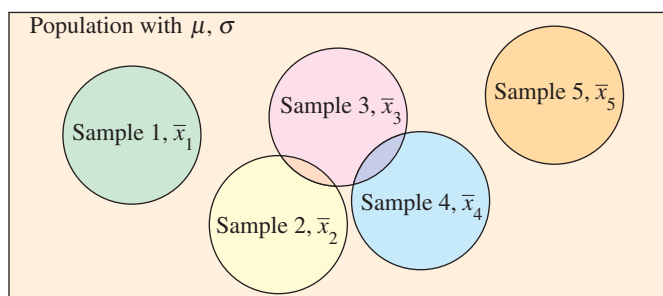 Population with μ, σ
Sample 1, x̄₁
Sample 3, x̄₃
Sample 5, x̄₅
Sample 2, x̄₂
Sample 4, x̄₄